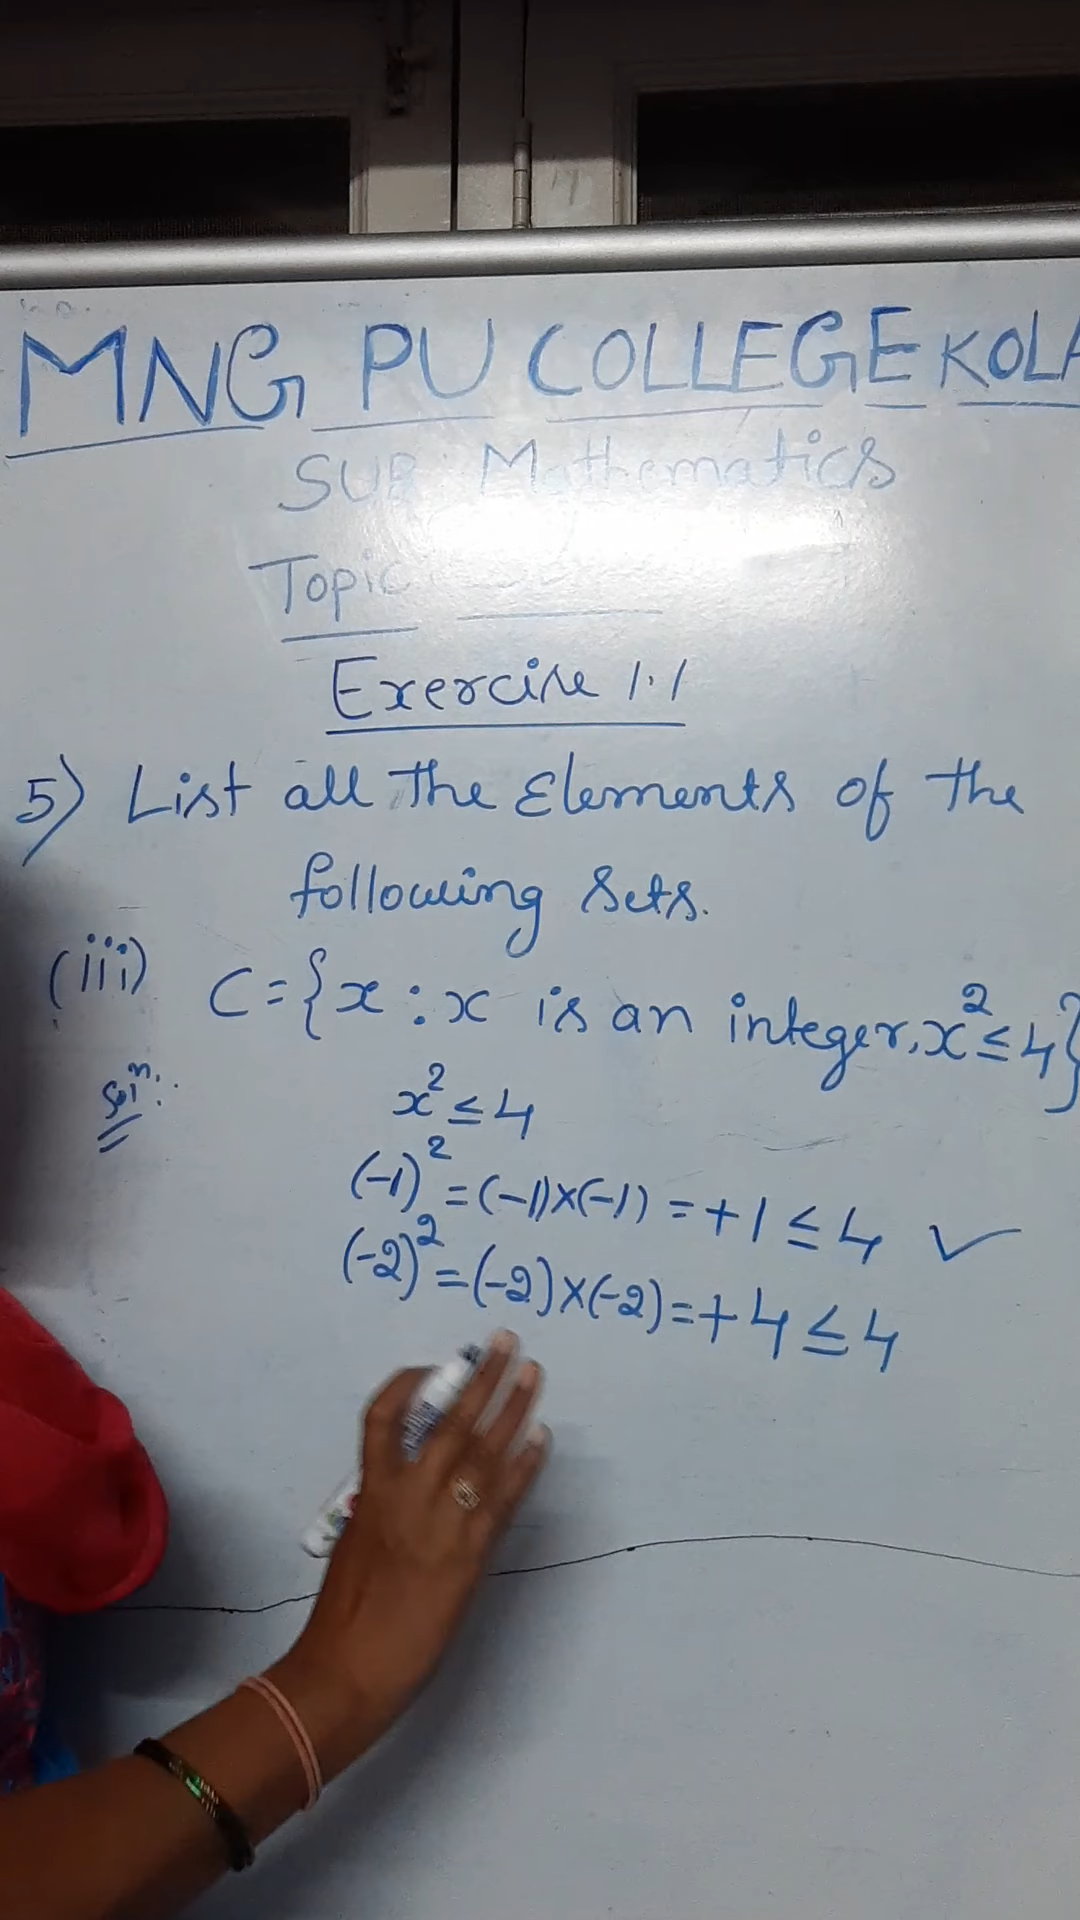 MNG PU COLLEGE KOLA
SUB: Mathematics
Topic
Exercise 1.1
5) List all the Elements of the
following Sets.
(iii) C={x : x is an integer, x² ≤ 4}
Solⁿ:
x² ≤ 4
(-1)² = (-1)×(-1) = +1 ≤ 4 ✓
(-2)² = (-2)×(-2) = +4 ≤ 4